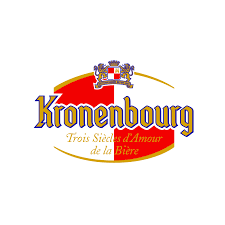 Kronenbourg
Trois Siècles d'Amour
de la Bière